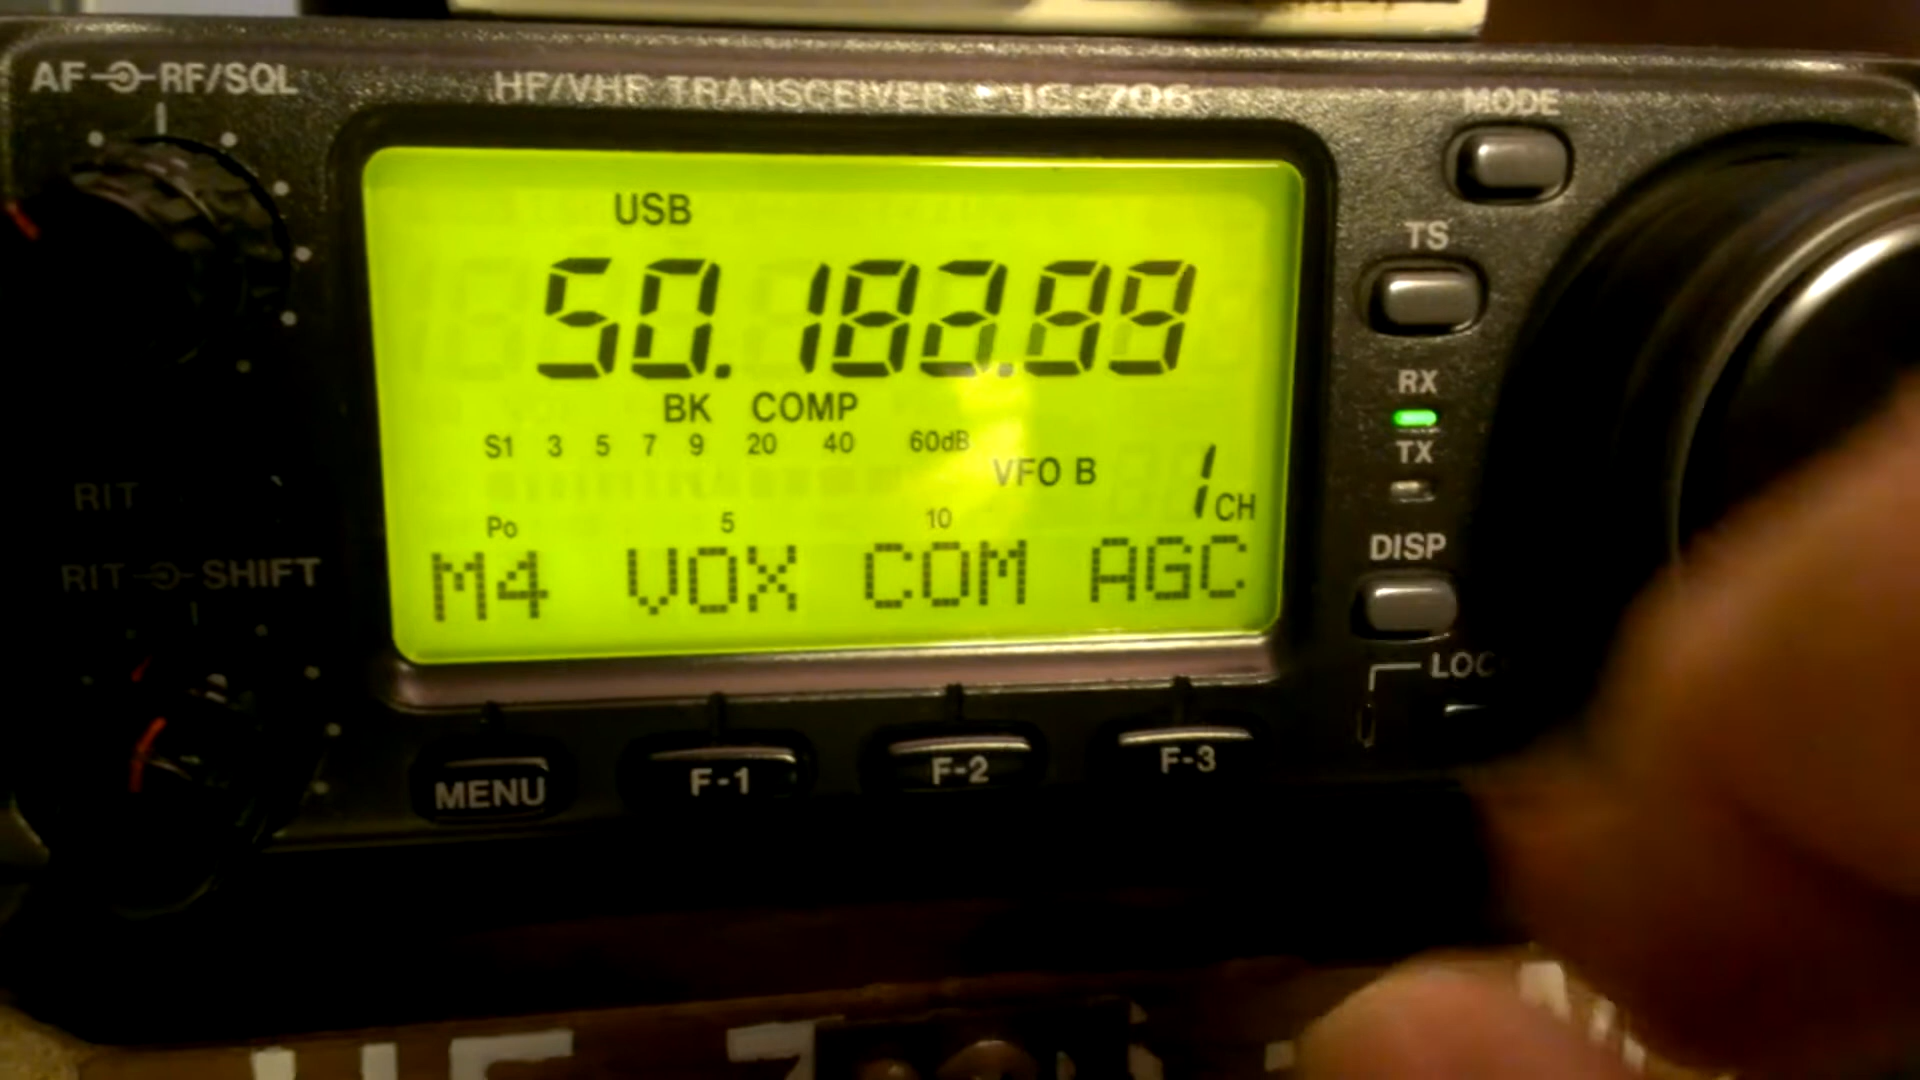 AF RF/SQL
HF/VHF TRANSCEIVER IC-706
MODE
USB
TS
50.182.89
RX
BK COMP
S1 3 5 7 9 20 40 60dB
TX
VFO B 1 CH
RIT
Po 5 10
DISP
M4 VOX COM AGC
RIT SHIFT
MENU F-1 F-2 F-3